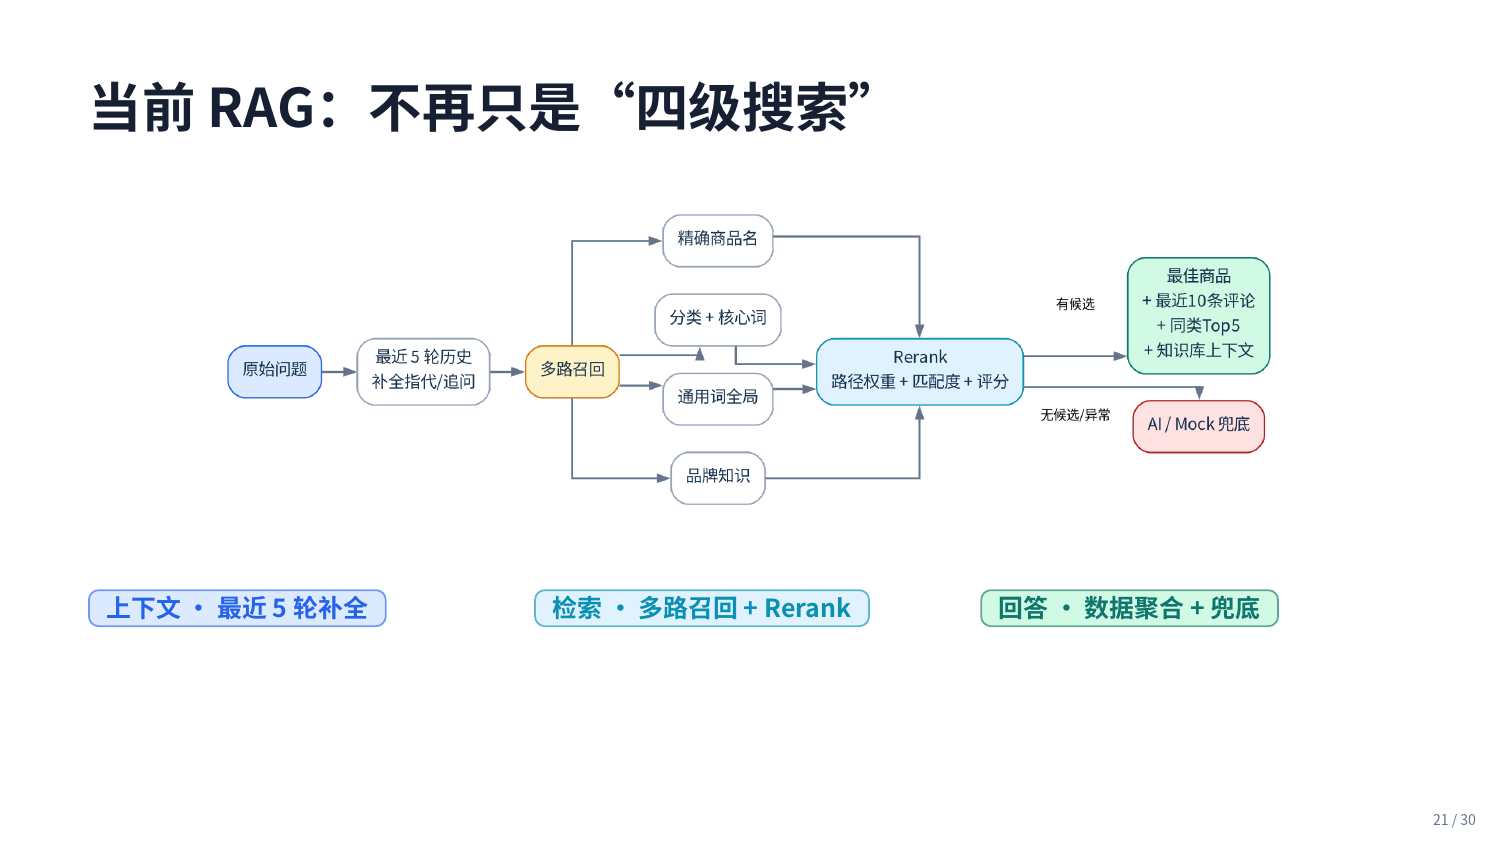 当前 RAG：不再只是“四级搜索”
原始问题
最近 5 轮历史
补全指代/追问
多路召回
精确商品名
分类 + 核心词
通用词全局
品牌知识
Rerank
路径权重 + 匹配度 + 评分
有候选
无候选/异常
最佳商品
+ 最近10条评论
+ 同类Top5
+ 知识库上下文
AI / Mock 兜底
上下文 · 最近 5 轮补全
检索 · 多路召回 + Rerank
回答 · 数据聚合 + 兜底
21 / 30